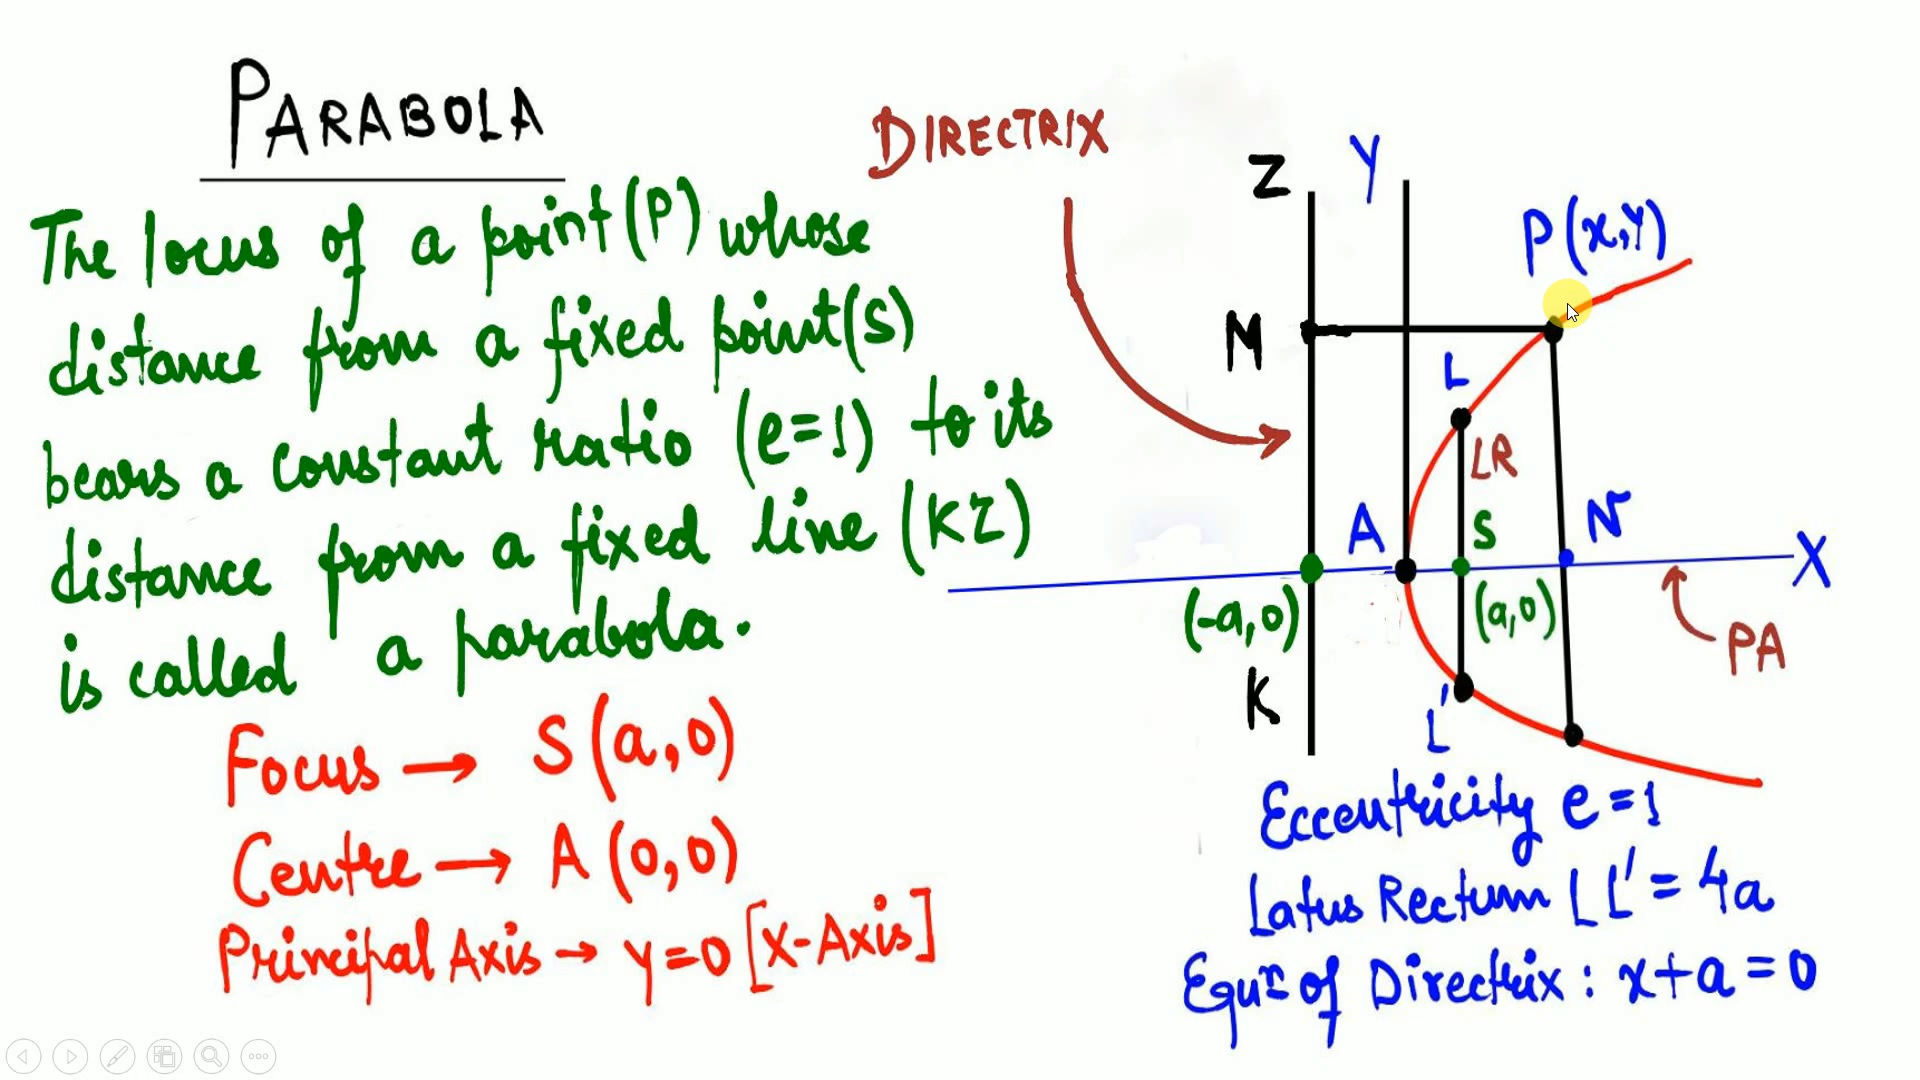 PARABOLA
The locus of a point (P) whose
distance from a fixed point (S)
bears a constant ratio (e=1) to its
distance from a fixed line (KZ)
is called a parabola.
Focus → S (a,0)
Centre → A (0,0)
Principal Axis → Y=0 [X-Axis]
DIRECTRIX
Z
Y
P(x,Y)
M
L
LR
A
S
N
X
(-a,0)
(a,0)
PA
K
L'
Eccentricity e=1
Latus Rectum LL' = 4a
Equn of Directrix: x+a=0